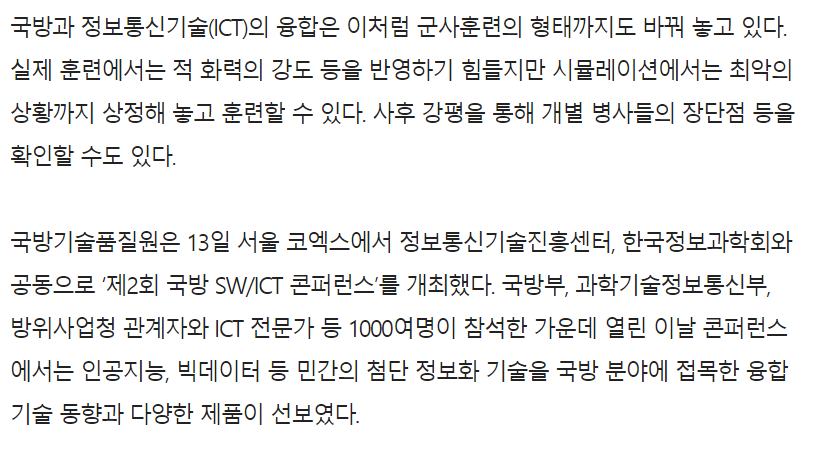 국방과 정보통신기술(ICT)의 융합은 이처럼 군사훈련의 형태까지도 바꿔 놓고 있다.
실제 훈련에서는 적 화력의 강도 등을 반영하기 힘들지만 시뮬레이션에서는 최악의
상황까지 상정해 놓고 훈련할 수 있다. 사후 강평을 통해 개별 병사들의 장단점 등을
확인할 수도 있다.
국방기술품질원은 13일 서울 코엑스에서 정보통신기술진흥센터, 한국정보과학회와
공동으로 ‘제2회 국방 SW/ICT 콘퍼런스’를 개최했다. 국방부, 과학기술정보통신부,
방위사업청 관계자와 ICT 전문가 등 1000여명이 참석한 가운데 열린 이날 콘퍼런스
에서는 인공지능, 빅데이터 등 민간의 첨단 정보화 기술을 국방 분야에 접목한 융합
기술 동향과 다양한 제품이 선보였다.